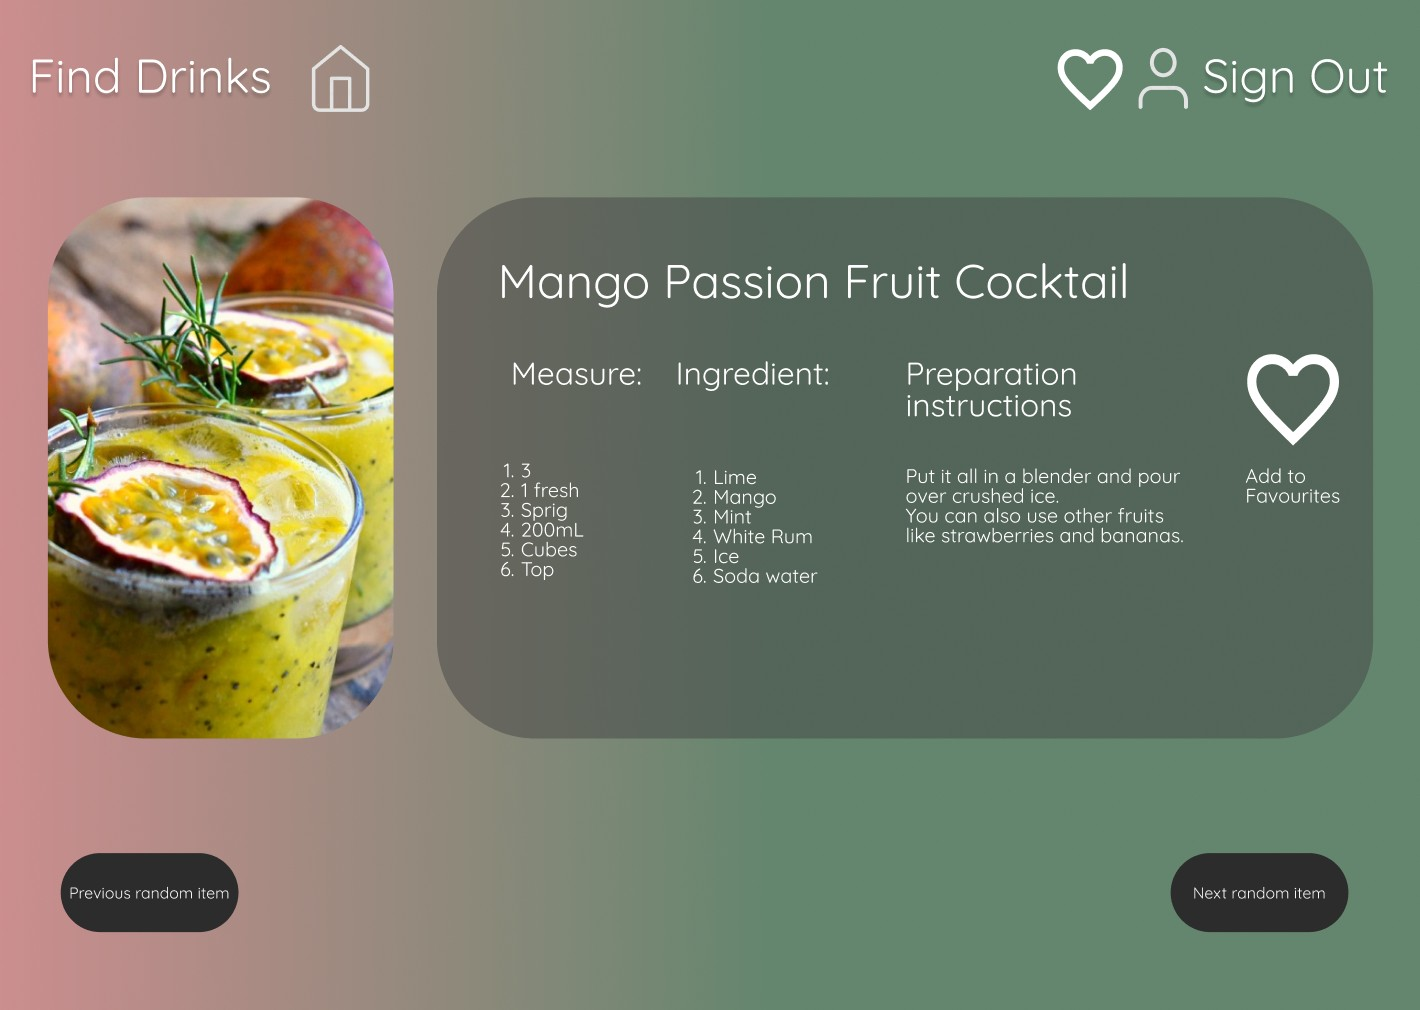 Find Drinks
Sign Out
Mango Passion Fruit Cocktail
Measure:
1. 3
2. 1 fresh
3. Sprig
4. 200mL
5. Cubes
6. Top
Ingredient:
1. Lime
2. Mango
3. Mint
4. White Rum
5. Ice
6. Soda water
Preparation
instructions
Put it all in a blender and pour
over crushed ice.
You can also use other fruits
like strawberries and bananas.
Add to
Favourites
Previous random item
Next random item